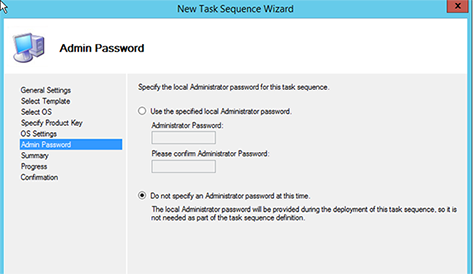 New Task Sequence Wizard
x
Admin Password
General Settings
Select Template
Select OS
Specify Product Key
OS Settings
Admin Password
Summary
Progress
Confirmation
Specify the local Administrator password for this task sequence.
Use the specified local Administrator password.
Administrator Password:
Please confirm Administrator Password:
Do not specify an Administrator password at this time.
The local Administrator password will be provided during the deployment of this task sequence, so it is
not needed as part of the task sequence definition.